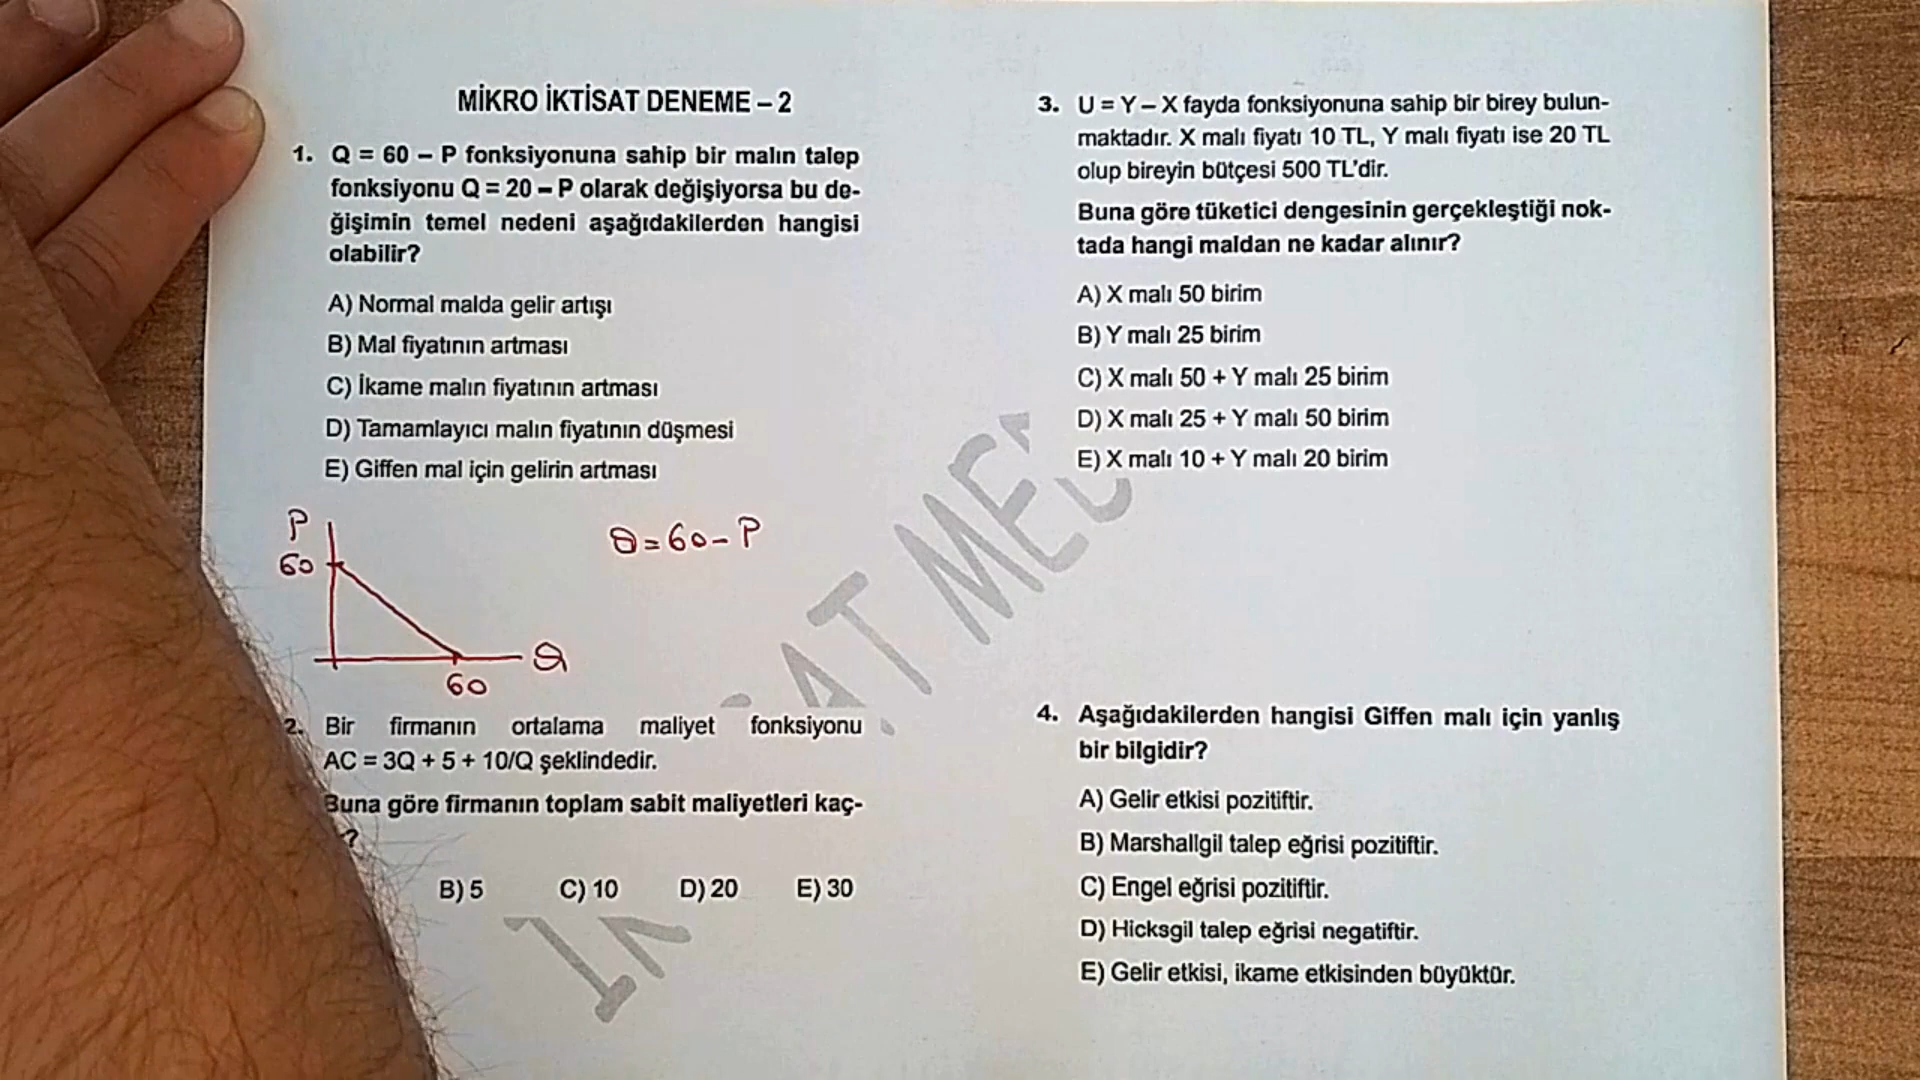 MİKRO İKTİSAT DENEME – 2
1. Q = 60 – P fonksiyonuna sahip bir malın talep
fonksiyonu Q = 20 – P olarak değişiyorsa bu de-
ğişimin temel nedeni aşağıdakilerden hangisi
olabilir?
A) Normal malda gelir artışı
B) Mal fiyatının artması
C) İkame malın fiyatının artması
D) Tamamlayıcı malın fiyatının düşmesi
E) Giffen mal için gelirin artması
P
60
Q = 60 - P
Q
60
2. Bir firmanın ortalama maliyet fonksiyonu
AC = 3Q + 5 + 10/Q şeklindedir.
Buna göre firmanın toplam sabit maliyetleri kaç-
?
B) 5 C) 10 D) 20 E) 30
3. U = Y – X fayda fonksiyonuna sahip bir birey bulun-
maktadır. X malı fiyatı 10 TL, Y malı fiyatı ise 20 TL
olup bireyin bütçesi 500 TL'dir.
Buna göre tüketici dengesinin gerçekleştiği nok-
tada hangi maldan ne kadar alınır?
A) X malı 50 birim
B) Y malı 25 birim
C) X malı 50 + Y malı 25 birim
D) X malı 25 + Y malı 50 birim
E) X malı 10 + Y malı 20 birim
4. Aşağıdakilerden hangisi Giffen malı için yanlış
bir bilgidir?
A) Gelir etkisi pozitiftir.
B) Marshallgil talep eğrisi pozitiftir.
C) Engel eğrisi pozitiftir.
D) Hicksgil talep eğrisi negatiftir.
E) Gelir etkisi, ikame etkisinden büyüktür.